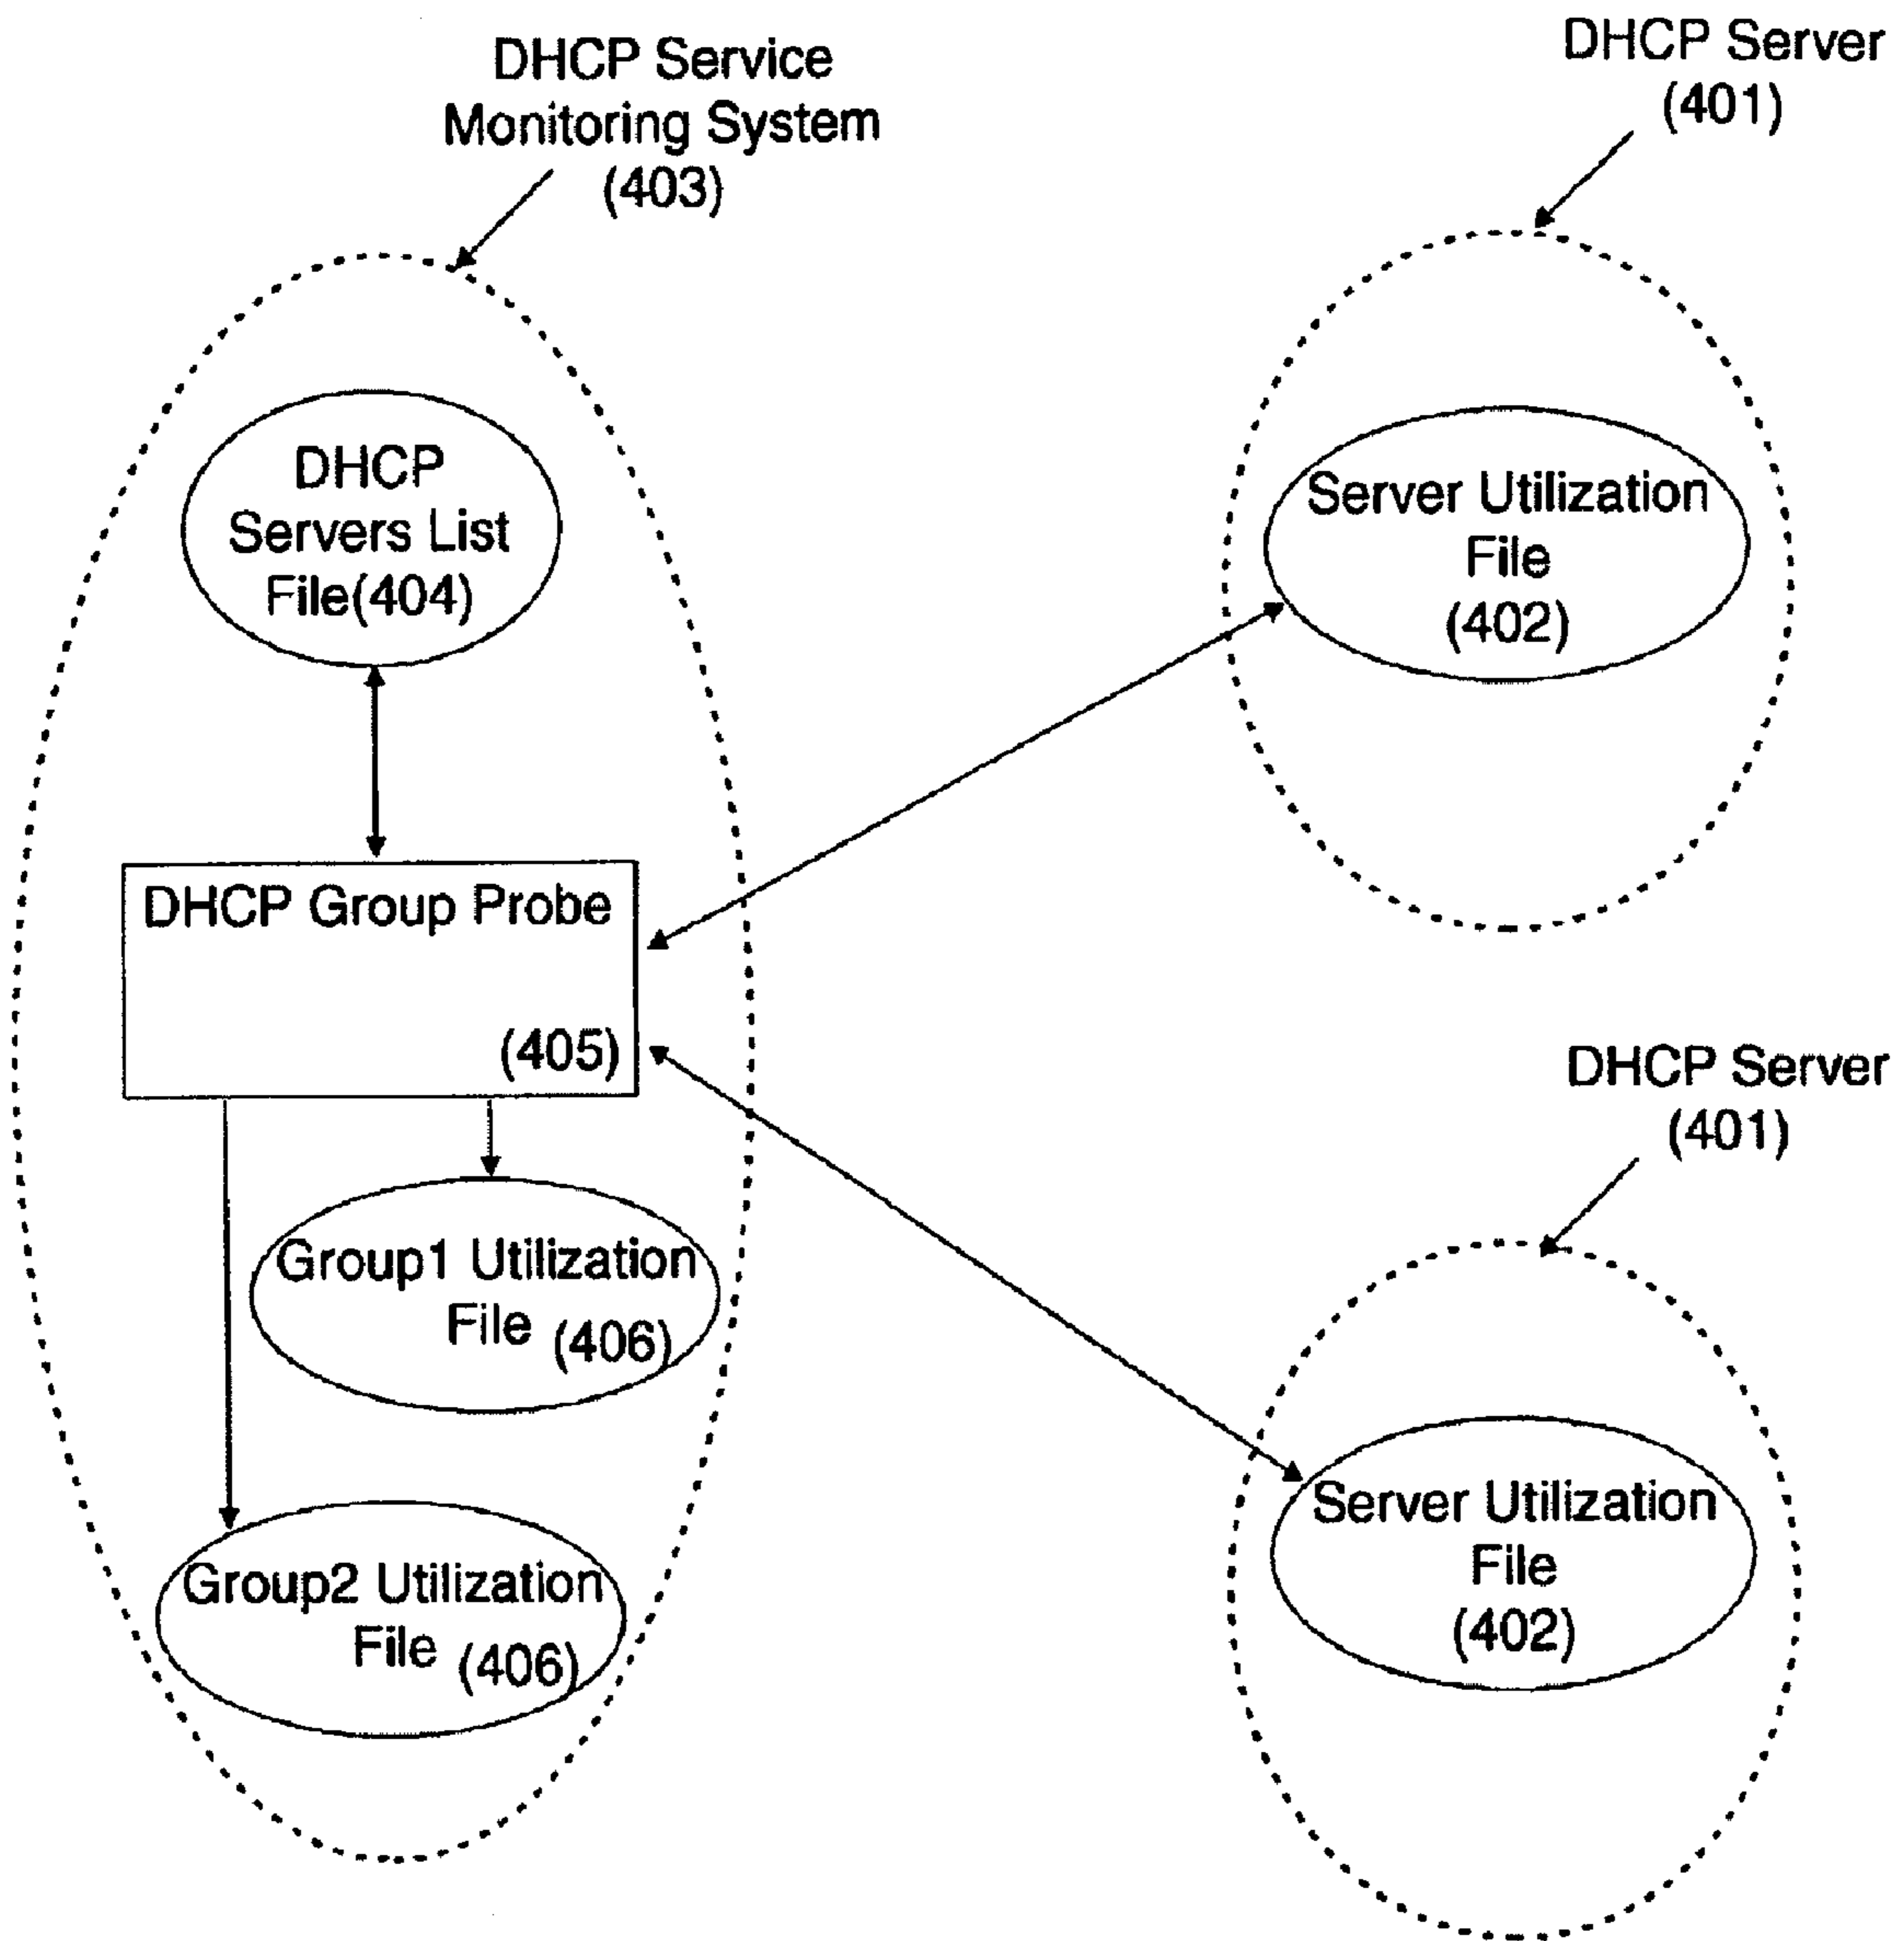 DHCP Service
Monitoring System
(403)
DHCP Server
(401)
DHCP
Servers List
File(404)
Server Utilization
File
(402)
DHCP Group Probe
(405)
DHCP Server
(401)
Group1 Utilization
File (406)
Server Utilization
File
(402)
Group2 Utilization
File (406)